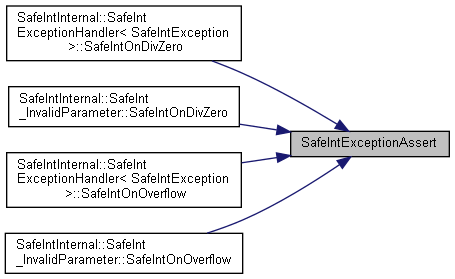 SafeIntInternal::SafeInt
ExceptionHandler< SafeIntException
>::SafeIntOnDivZero
SafeIntInternal::SafeInt
_InvalidParameter::SafeIntOnDivZero
SafeIntExceptionAssert
SafeIntInternal::SafeInt
ExceptionHandler< SafeIntException
>::SafeIntOnOverflow
SafeIntInternal::SafeInt
_InvalidParameter::SafeIntOnOverflow